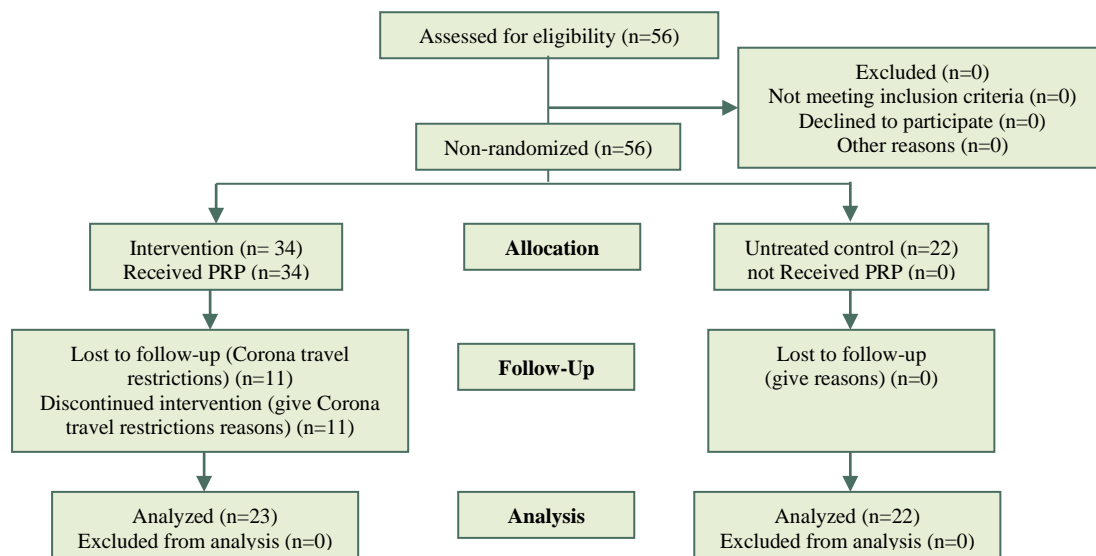 Assessed for eligibility (n=56)
Excluded (n=0)
Not meeting inclusion criteria (n=0)
Declined to participate (n=0)
Other reasons (n=0)
Non-randomized (n=56)
Intervention (n= 34)
Received PRP (n=34)
Allocation
Untreated control (n=22)
not Received PRP (n=0)
Lost to follow-up (Corona travel
restrictions) (n=11)
Discontinued intervention (give Corona
travel restrictions reasons) (n=11)
Follow-Up
Lost to follow-up
(give reasons) (n=0)
Analyzed (n=23)
Excluded from analysis (n=0)
Analysis
Analyzed (n=22)
Excluded from analysis (n=0)